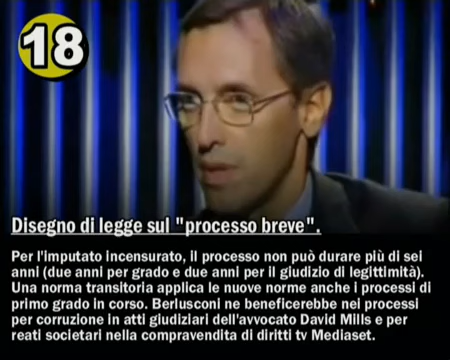 18
Disegno di legge sul "processo breve".
Per l'imputato incensurato, il processo non può durare più di sei
anni (due anni per grado e due anni per il giudizio di legittimità).
Una norma transitoria applica le nuove norme anche i processi di
primo grado in corso. Berlusconi ne beneficerebbe nei processi
per corruzione in atti giudiziari dell'avvocato David Mills e per
reati societari nella compravendita di diritti tv Mediaset.